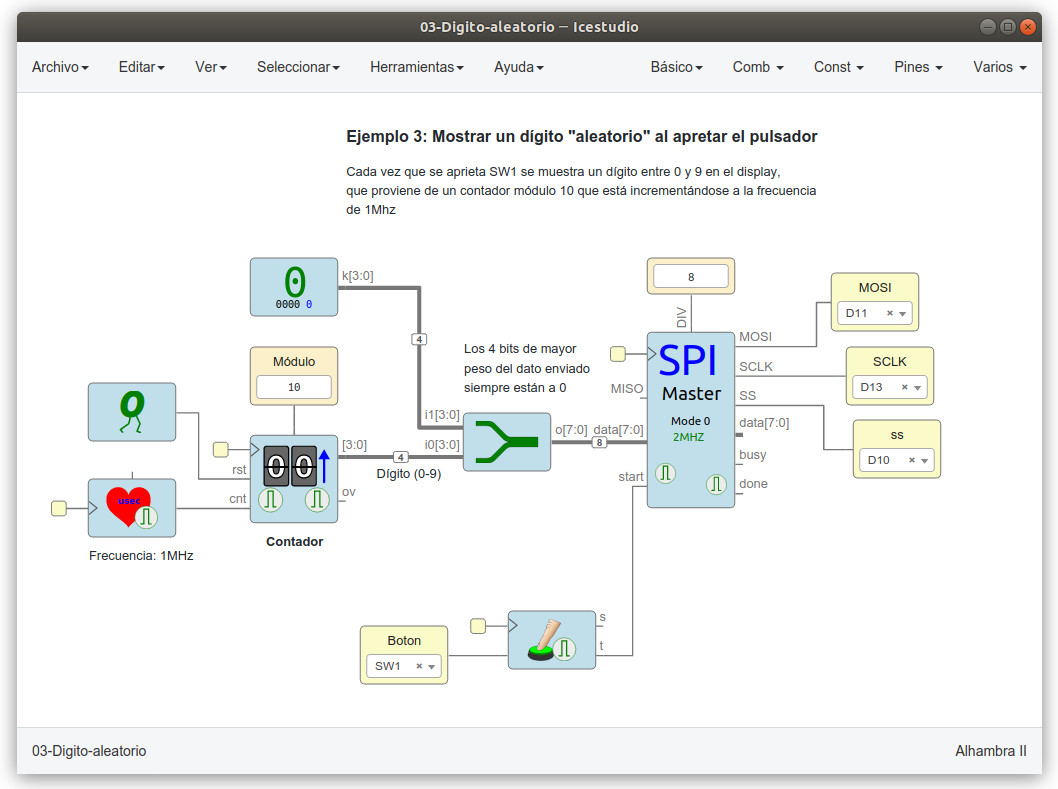 03-Digito-aleatorio — Icestudio
Archivo Editar Ver Seleccionar Herramientas Ayuda Básico Comb Const Pines Varios
Ejemplo 3: Mostrar un dígito "aleatorio" al apretar el pulsador
Cada vez que se aprieta SW1 se muestra un dígito entre 0 y 9 en el display,
que proviene de un contador módulo 10 que está incrementándose a la frecuencia
de 1Mhz
0
0000 0
k[3:0]
4
Módulo
10
0
usec
Frecuencia: 1MHz
rst
cnt
00
[3:0]
ov
Contador
4
Dígito (0-9)
Los 4 bits de mayor
peso del dato enviado
siempre están a 0
i1[3:0]
i0[3:0]
o[7:0]
8
data[7:0]
8
DIV
MISO
start
SPI
Master
Mode 0
2MHZ
MOSI
SCLK
SS
data[7:0]
busy
done
MOSI
D11 ×
SCLK
D13 ×
ss
D10 ×
Boton
SW1 ×
s
t
03-Digito-aleatorio Alhambra II